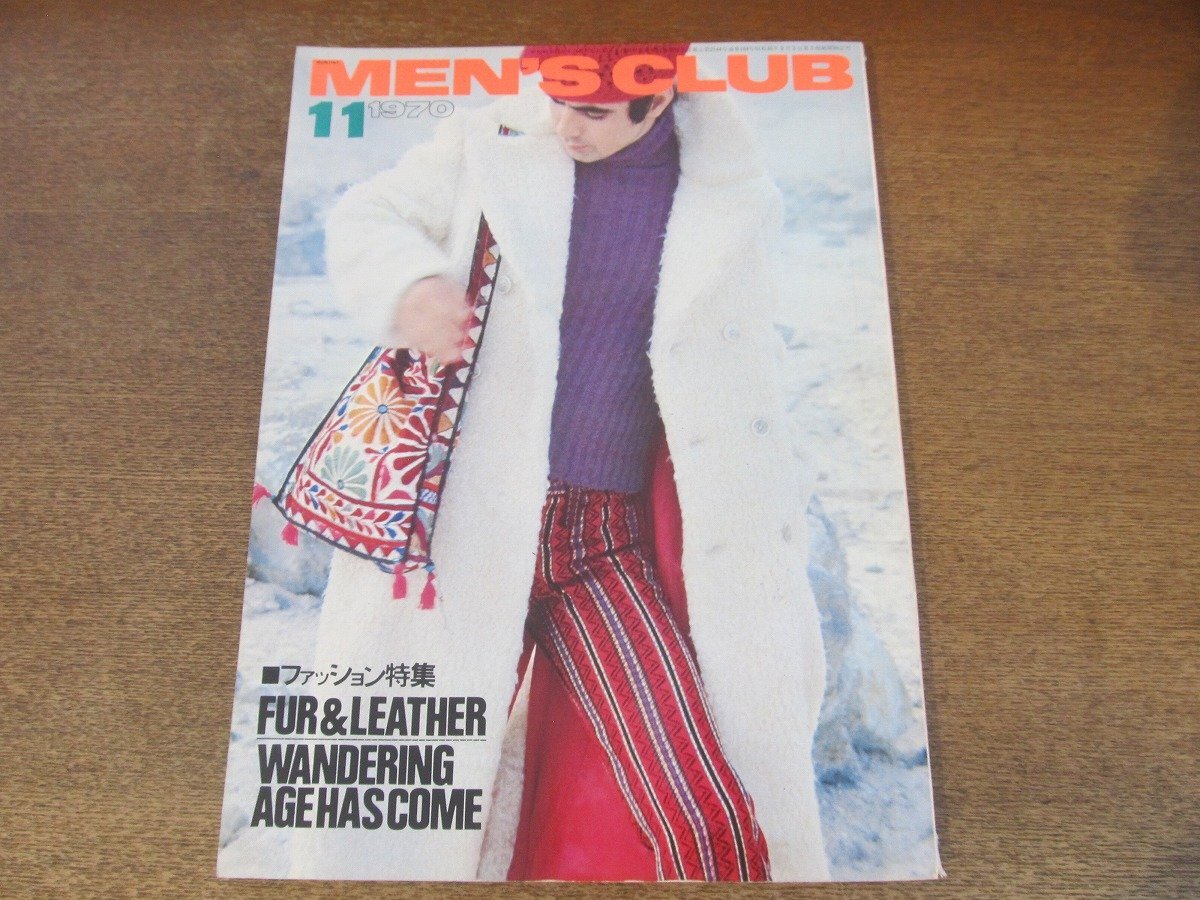 MEN'S CLUB
11 1970
■ファッション特集
FUR&LEATHER
WANDERING
AGE HAS COME